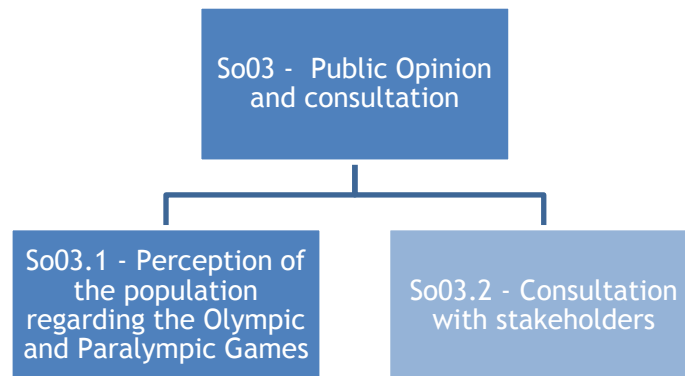 So03 - Public Opinion
and consultation
So03.1 - Perception of
the population
regarding the Olympic
and Paralympic Games
So03.2 - Consultation
with stakeholders